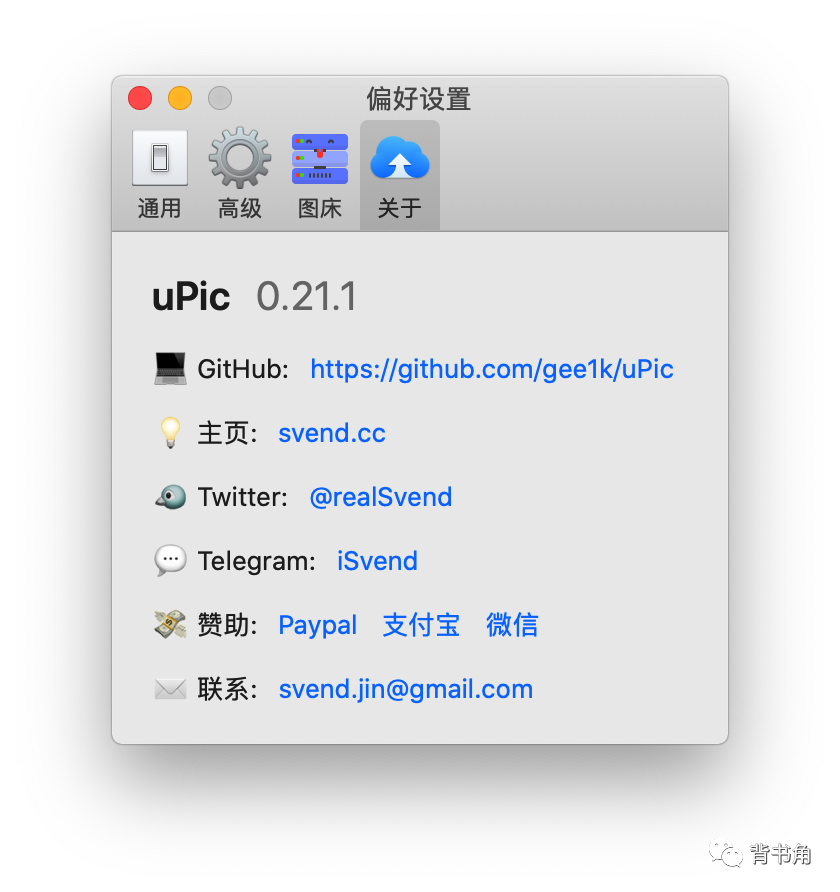 偏好设置
通用 高级 图床 关于
uPic 0.21.1
GitHub: https://github.com/gee1k/uPic
主页: svend.cc
Twitter: @realSvend
Telegram: iSvend
赞助: Paypal 支付宝 微信
联系: svend.jin@gmail.com
背书角